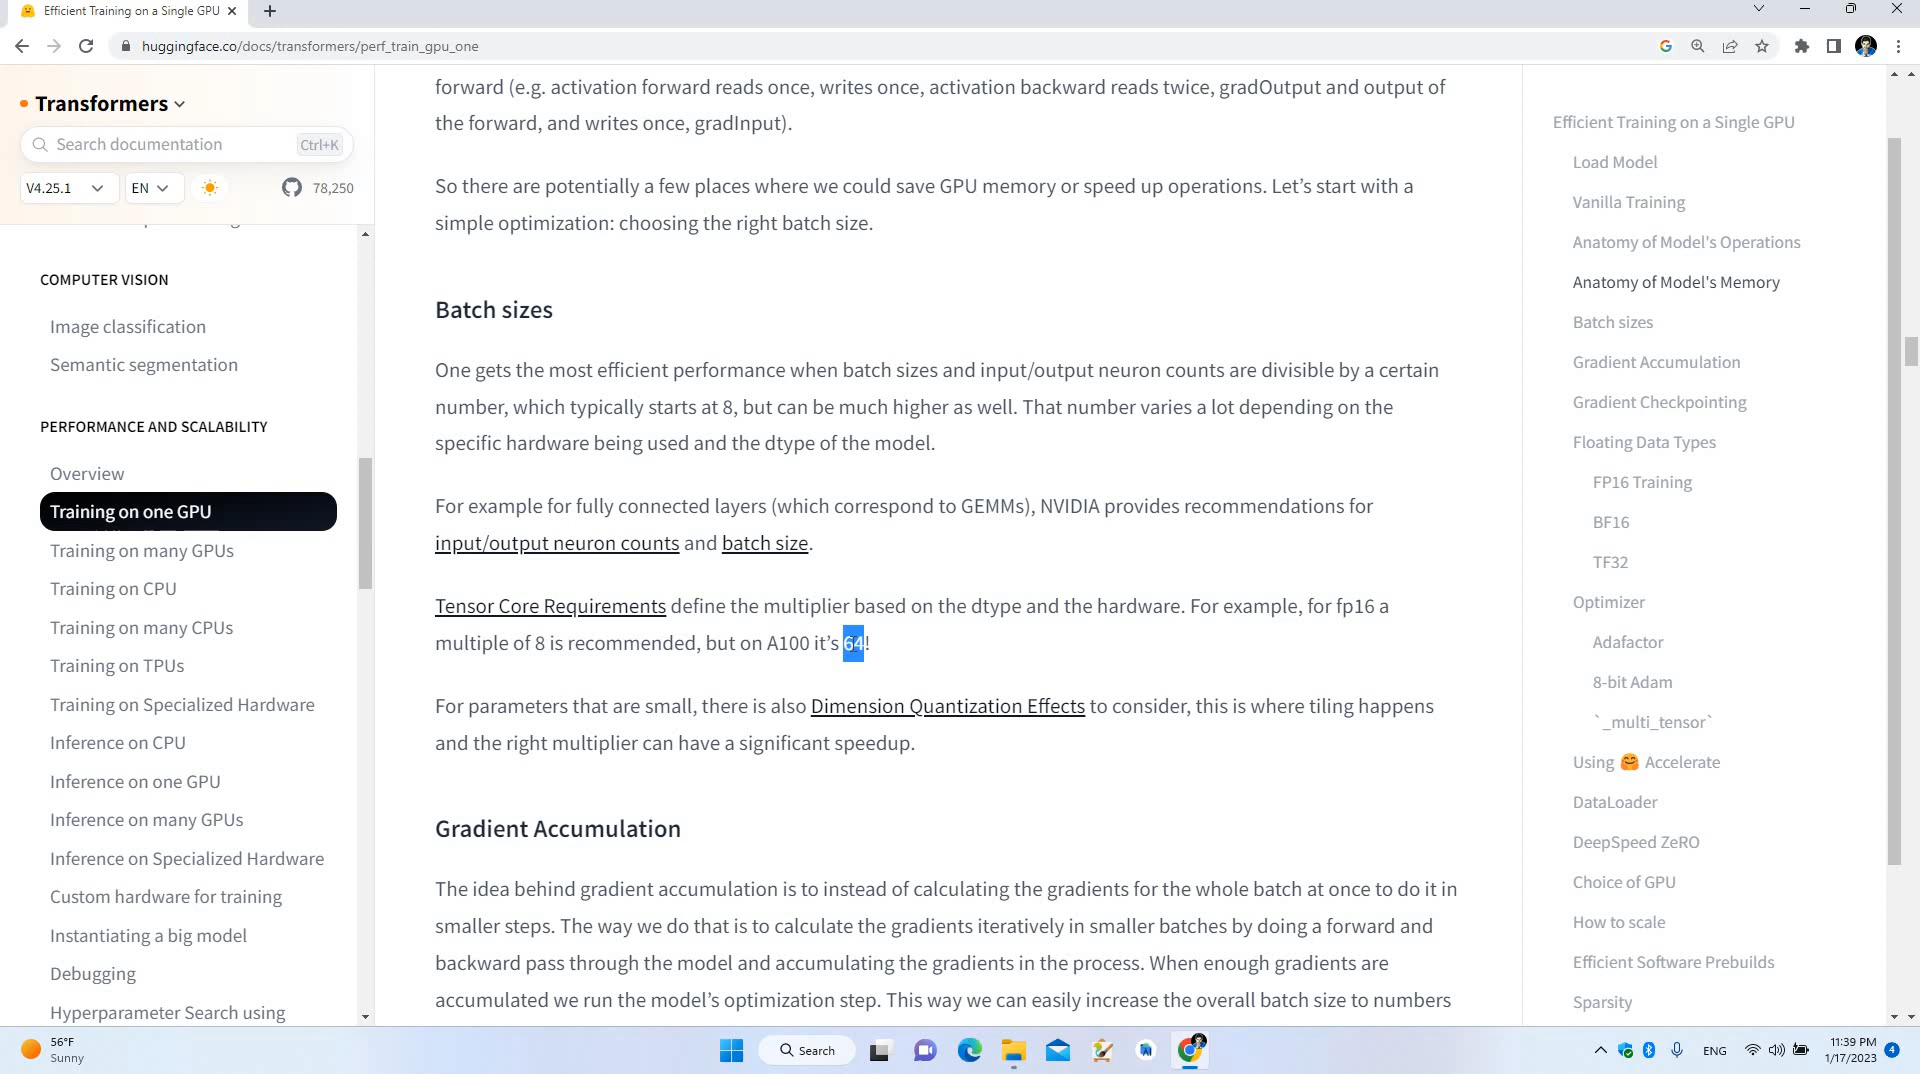 Efficient Training on a Single GPU
huggingface.co/docs/transformers/perf_train_gpu_one
Transformers
Search documentation
Ctrl+K
V4.25.1
EN
78,250
COMPUTER VISION
Image classification
Semantic segmentation
PERFORMANCE AND SCALABILITY
Overview
Training on one GPU
Training on many GPUs
Training on CPU
Training on many CPUs
Training on TPUs
Training on Specialized Hardware
Inference on CPU
Inference on one GPU
Inference on many GPUs
Inference on Specialized Hardware
Custom hardware for training
Instantiating a big model
Debugging
Hyperparameter Search using
forward (e.g. activation forward reads once, writes once, activation backward reads twice, gradOutput and output of
the forward, and writes once, gradInput).
So there are potentially a few places where we could save GPU memory or speed up operations. Let’s start with a
simple optimization: choosing the right batch size.
Batch sizes
One gets the most efficient performance when batch sizes and input/output neuron counts are divisible by a certain
number, which typically starts at 8, but can be much higher as well. That number varies a lot depending on the
specific hardware being used and the dtype of the model.
For example for fully connected layers (which correspond to GEMMs), NVIDIA provides recommendations for
input/output neuron counts and batch size.
Tensor Core Requirements define the multiplier based on the dtype and the hardware. For example, for fp16 a
multiple of 8 is recommended, but on A100 it’s 64!
For parameters that are small, there is also Dimension Quantization Effects to consider, this is where tiling happens
and the right multiplier can have a significant speedup.
Gradient Accumulation
The idea behind gradient accumulation is to instead of calculating the gradients for the whole batch at once to do it in
smaller steps. The way we do that is to calculate the gradients iteratively in smaller batches by doing a forward and
backward pass through the model and accumulating the gradients in the process. When enough gradients are
accumulated we run the model’s optimization step. This way we can easily increase the overall batch size to numbers
Efficient Training on a Single GPU
Load Model
Vanilla Training
Anatomy of Model's Operations
Anatomy of Model's Memory
Batch sizes
Gradient Accumulation
Gradient Checkpointing
Floating Data Types
FP16 Training
BF16
TF32
Optimizer
Adafactor
8-bit Adam
`_multi_tensor`
Using 🤗 Accelerate
DataLoader
DeepSpeed ZeRO
Choice of GPU
How to scale
Efficient Software Prebuilds
Sparsity
56°F
Sunny
Search
ENG
11:39 PM
1/17/2023
4